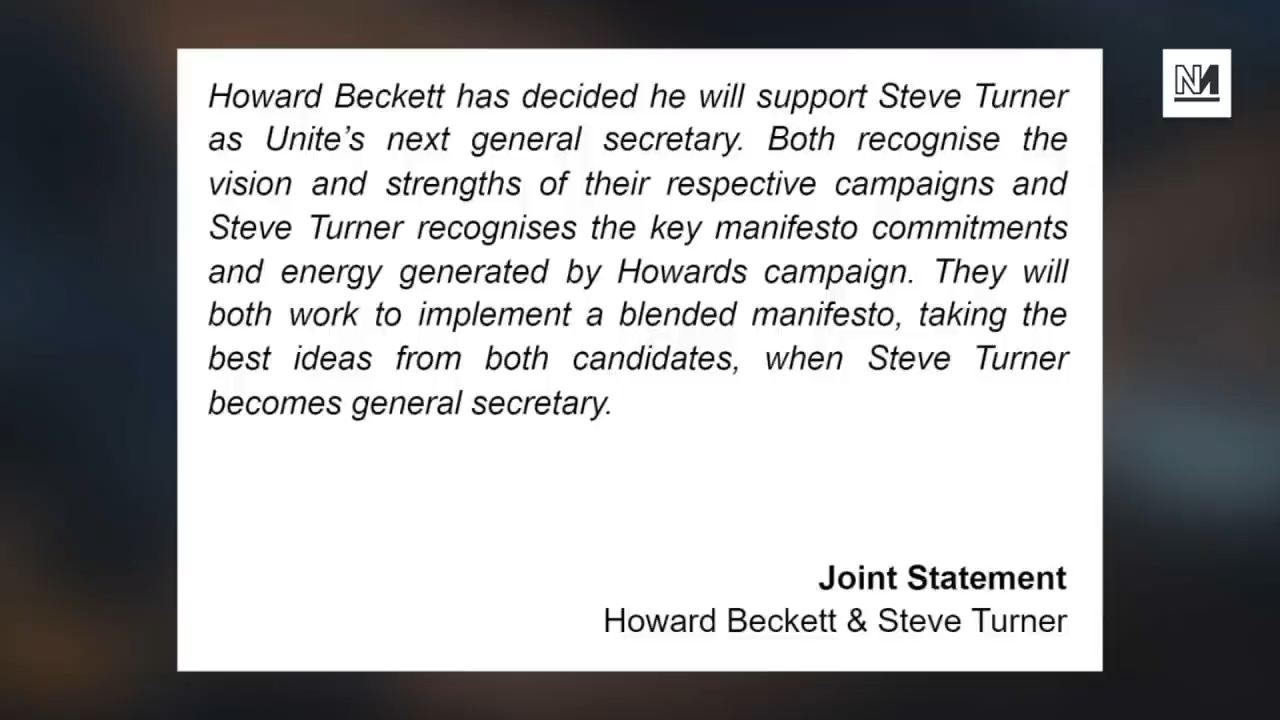 Howard Beckett has decided he will support Steve Turner
as Unite’s next general secretary. Both recognise the
vision and strengths of their respective campaigns and
Steve Turner recognises the key manifesto commitments
and energy generated by Howards campaign. They will
both work to implement a blended manifesto, taking the
best ideas from both candidates, when Steve Turner
becomes general secretary.
Joint Statement
Howard Beckett & Steve Turner
NM